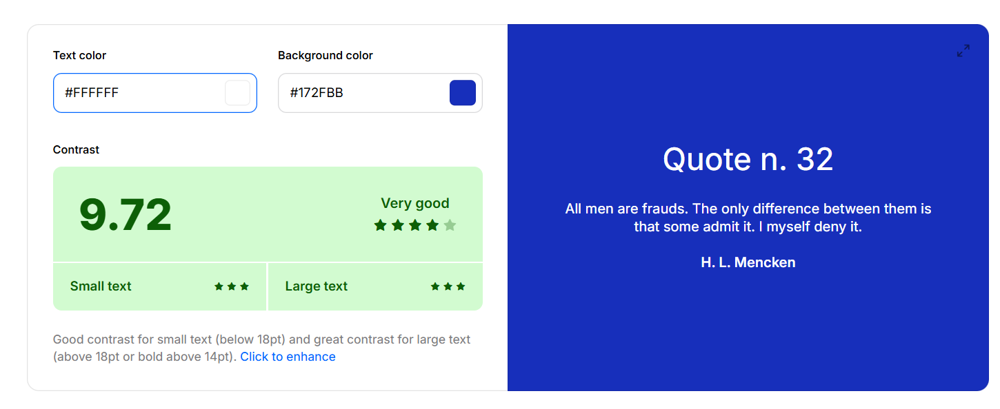 Text color
Background color
#FFFFFF
#172FBB
Contrast
9.72
Very good
Small text
Large text
Good contrast for small text (below 18pt) and great contrast for large text
(above 18pt or bold above 14pt). Click to enhance
Quote n. 32
All men are frauds. The only difference between them is
that some admit it. I myself deny it.
H. L. Mencken